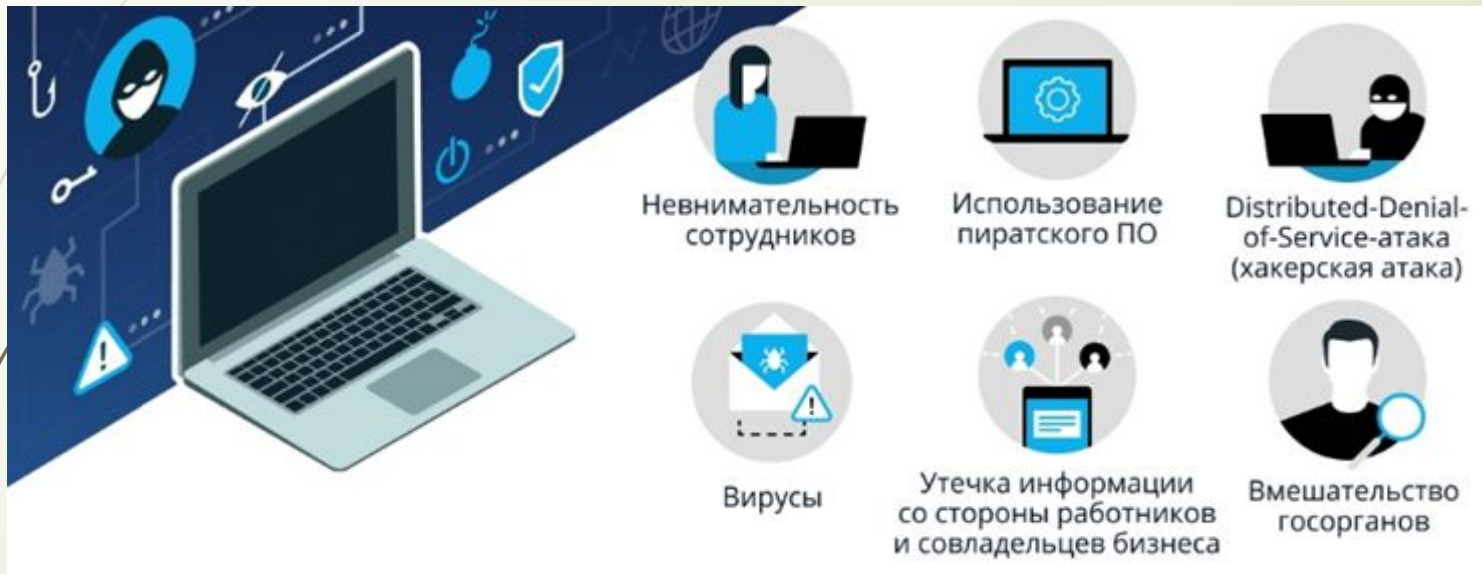 Невнимательность
сотрудников
Использование
пиратского ПО
Distributed-Denial-
of-Service-атака
(хакерская атака)
Вирусы
Утечка информации
со стороны работников
и совладельцев бизнеса
Вмешательство
госорганов